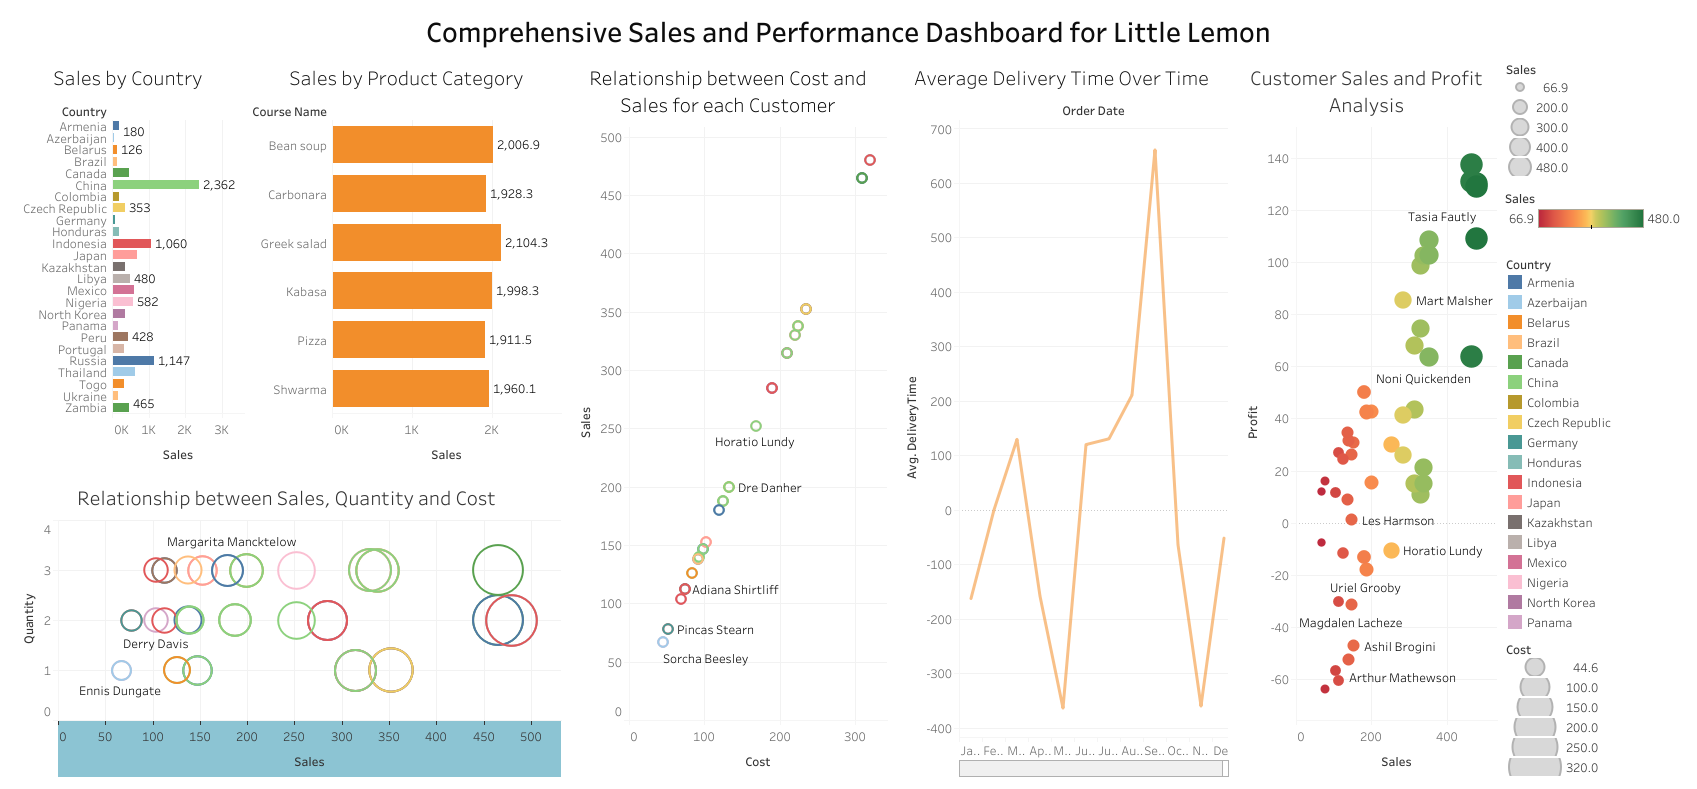 Comprehensive Sales and Performance Dashboard for Little Lemon
Sales by Country
Country
Armenia
180
Azerbaijan
Belarus 126
Brazil
Canada
China 2,362
Colombia
Czech Republic 353
Germany
Honduras
Indonesia 1,060
Japan
Kazakhstan
Libya 480
Mexico
Nigeria 582
North Korea
Panama
Peru 428
Portugal
Russia 1,147
Thailand
Togo
Ukraine
Zambia 465
0K 1K 2K 3K
Sales
Sales by Product Category
Course Name
Bean soup 2,006.9
Carbonara 1,928.3
Greek salad 2,104.3
Kabasa 1,998.3
Pizza 1,911.5
Shwarma 1,960.1
0K 1K 2K
Sales
Relationship between Sales, Quantity and Cost
Quantity
4
Margarita Mancktelow
3
2
Derry Davis
1
Ennis Dungate
0
0 50 100 150 200 250 300 350 400 450 500
Sales
Relationship between Cost and
Sales for each Customer
Sales
500
450
400
350
300
250
Horatio Lundy
200
Dre Danher
150
Adiana Shirtliff
100
Pincas Stearn
Sorcha Beesley
50
0
0 100 200 300
Cost
Average Delivery Time Over Time
Order Date
Avg. DeliveryTime
700
600
500
400
300
200
100
0
-100
-200
-300
-400
Ja.. Fe.. M.. Ap.. M.. Ju.. Ju.. Au.. Se.. Oc.. N.. De
Customer Sales and Profit
Analysis
Profit
140
120
Tasia Fautly
100
Mart Malsher
80
60
Noni Quickenden
40
20
0
Les Harmson
Horatio Lundy
-20
Uriel Grooby
Magdalen Lacheze
-40
Ashil Brogini
Arthur Mathewson
-60
0 200 400
Sales
Sales
66.9
200.0
300.0
400.0
480.0
Sales
66.9 480.0
Country
Armenia
Azerbaijan
Belarus
Brazil
Canada
China
Colombia
Czech Republic
Germany
Honduras
Indonesia
Japan
Kazakhstan
Libya
Mexico
Nigeria
North Korea
Panama
Cost
44.6
100.0
150.0
200.0
250.0
320.0